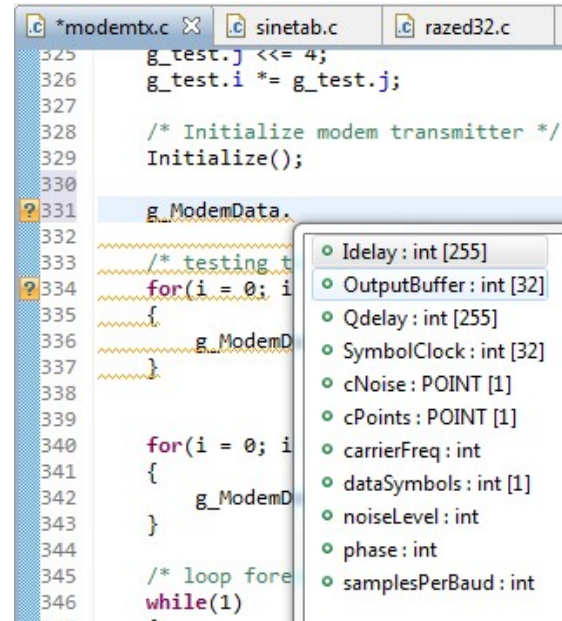 *modemtx.c sinetab.c razed32.c
325 g_test.j <<= 4;
326 g_test.i *= g_test.j;
327
328 /* Initialize modem transmitter */
329 Initialize();
330
331 g_ModemData.
332
333 /* testing t
334 for(i = 0; i
335 {
336 g_ModemD
337 }
338
339
340 for(i = 0; i
341 {
342 g_ModemD
343 }
344
345 /* loop fore
346 while(1)
Idelay : int [255]
OutputBuffer : int [32]
Qdelay : int [255]
SymbolClock : int [32]
cNoise : POINT [1]
cPoints : POINT [1]
carrierFreq : int
dataSymbols : int [1]
noiseLevel : int
phase : int
samplesPerBaud : int